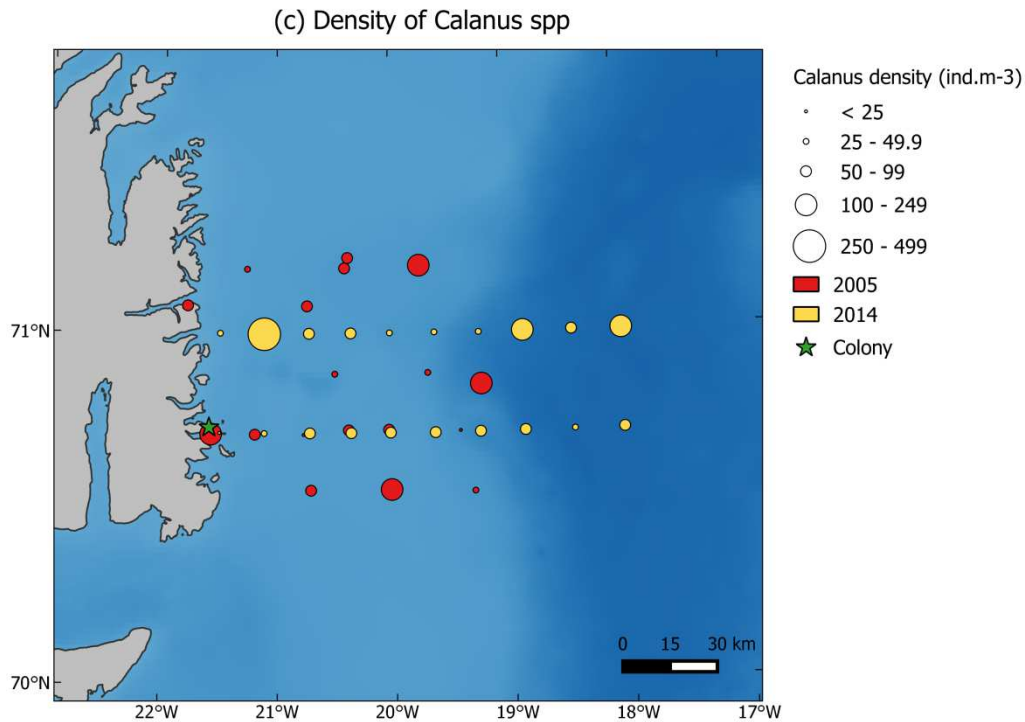 (c) Density of Calanus spp
Calanus density (ind.m-3)
< 25
25 - 49.9
50 - 99
100 - 249
250 - 499
2005
2014
Colony
71°N
70°N
0 15 30 km
22°W 21°W 20°W 19°W 18°W 17°W